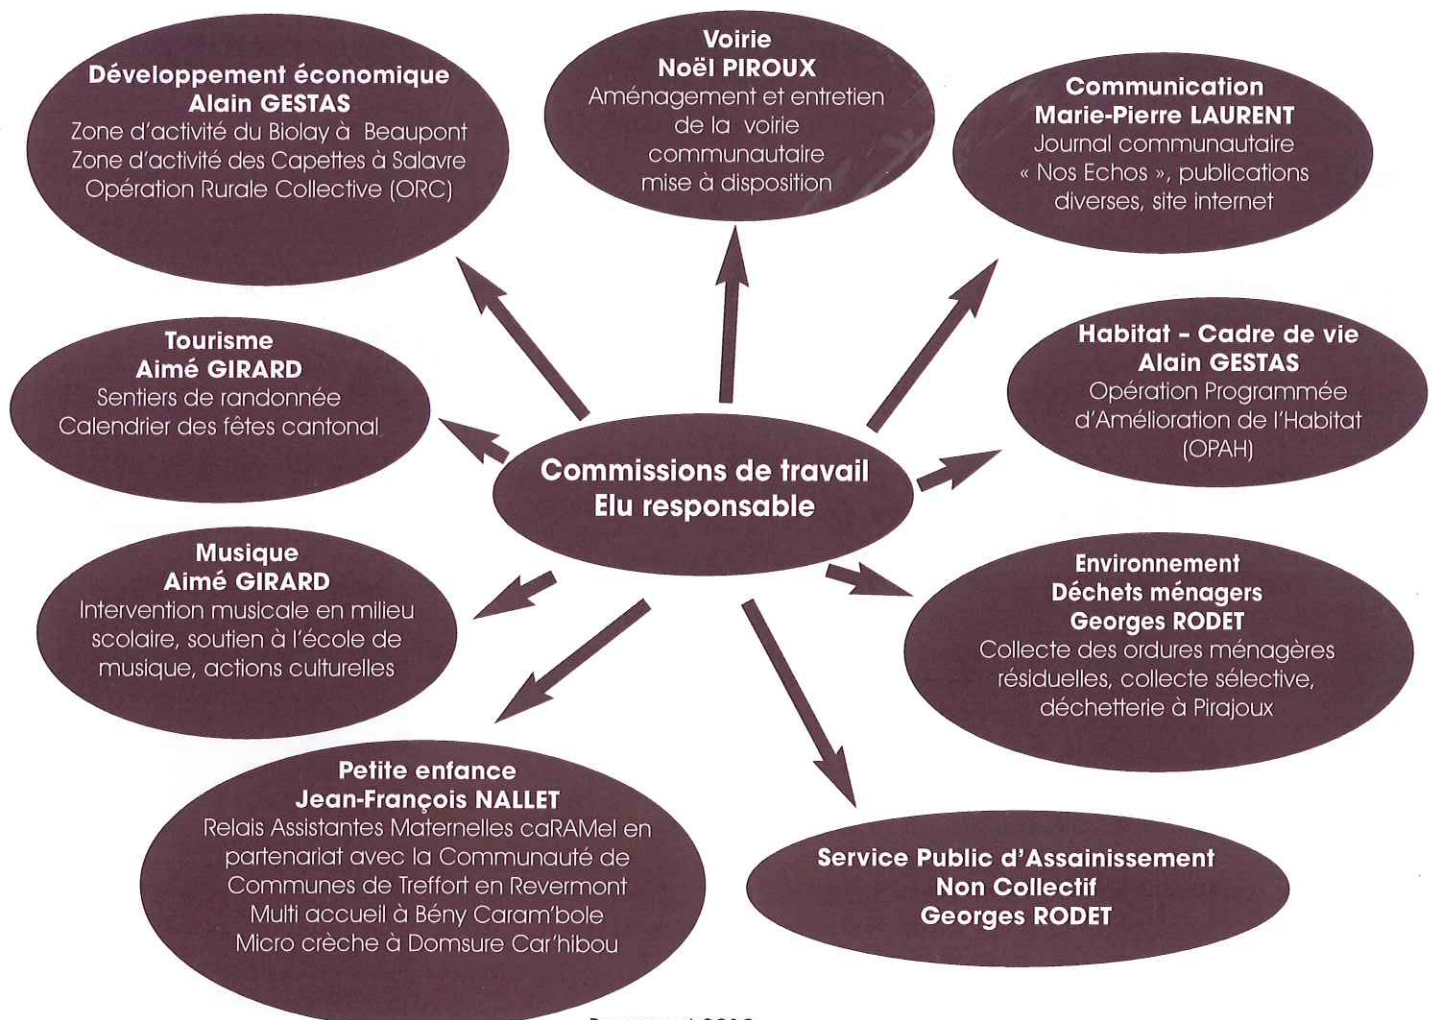 Développement économique
Alain GESTAS
Zone d'activité du Biolay à Beaupont
Zone d'activité des Capettes à Salavre
Opération Rurale Collective (ORC)
Voirie
Noël PIROUX
Aménagement et entretien
de la voirie
communautaire
mise à disposition
Communication
Marie-Pierre LAURENT
Journal communautaire
« Nos Echos », publications
diverses, site internet
Tourisme
Aimé GIRARD
Sentiers de randonnée
Calendrier des fêtes cantonal
Habitat – Cadre de vie
Alain GESTAS
Opération Programmée
d'Amélioration de l'Habitat
(OPAH)
Commissions de travail
Elu responsable
Musique
Aimé GIRARD
Intervention musicale en milieu
scolaire, soutien à l'école de
musique, actions culturelles
Environnement
Déchets ménagers
Georges RODET
Collecte des ordures ménagères
résiduelles, collecte sélective,
déchetterie à Pirajoux
Petite enfance
Jean-François NALLET
Relais Assistantes Maternelles caRAMel en
partenariat avec la Communauté de
Communes de Treffort en Revermont
Multi accueil à Bény Caram'bole
Micro crèche à Domsure Car'hibou
Service Public d'Assainissement
Non Collectif
Georges RODET